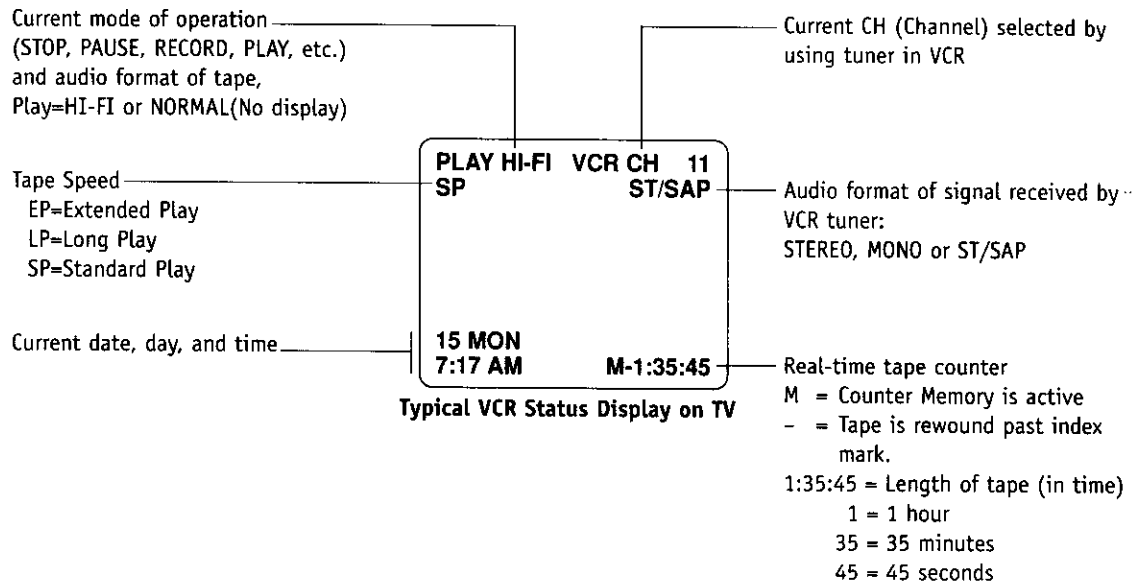 Current mode of operation
(STOP, PAUSE, RECORD, PLAY, etc.)
and audio format of tape,
Play=HI-FI or NORMAL(No display)
Current CH (Channel) selected by
using tuner in VCR
Tape Speed
EP=Extended Play
LP=Long Play
SP=Standard Play
PLAY HI-FI VCR CH 11
SP ST/SAP
Audio format of signal received by
VCR tuner:
STEREO, MONO or ST/SAP
Current date, day, and time
15 MON
7:17 AM M-1:35:45
Typical VCR Status Display on TV
Real-time tape counter
M = Counter Memory is active
– = Tape is rewound past index
mark.
1:35:45 = Length of tape (in time)
1 = 1 hour
35 = 35 minutes
45 = 45 seconds